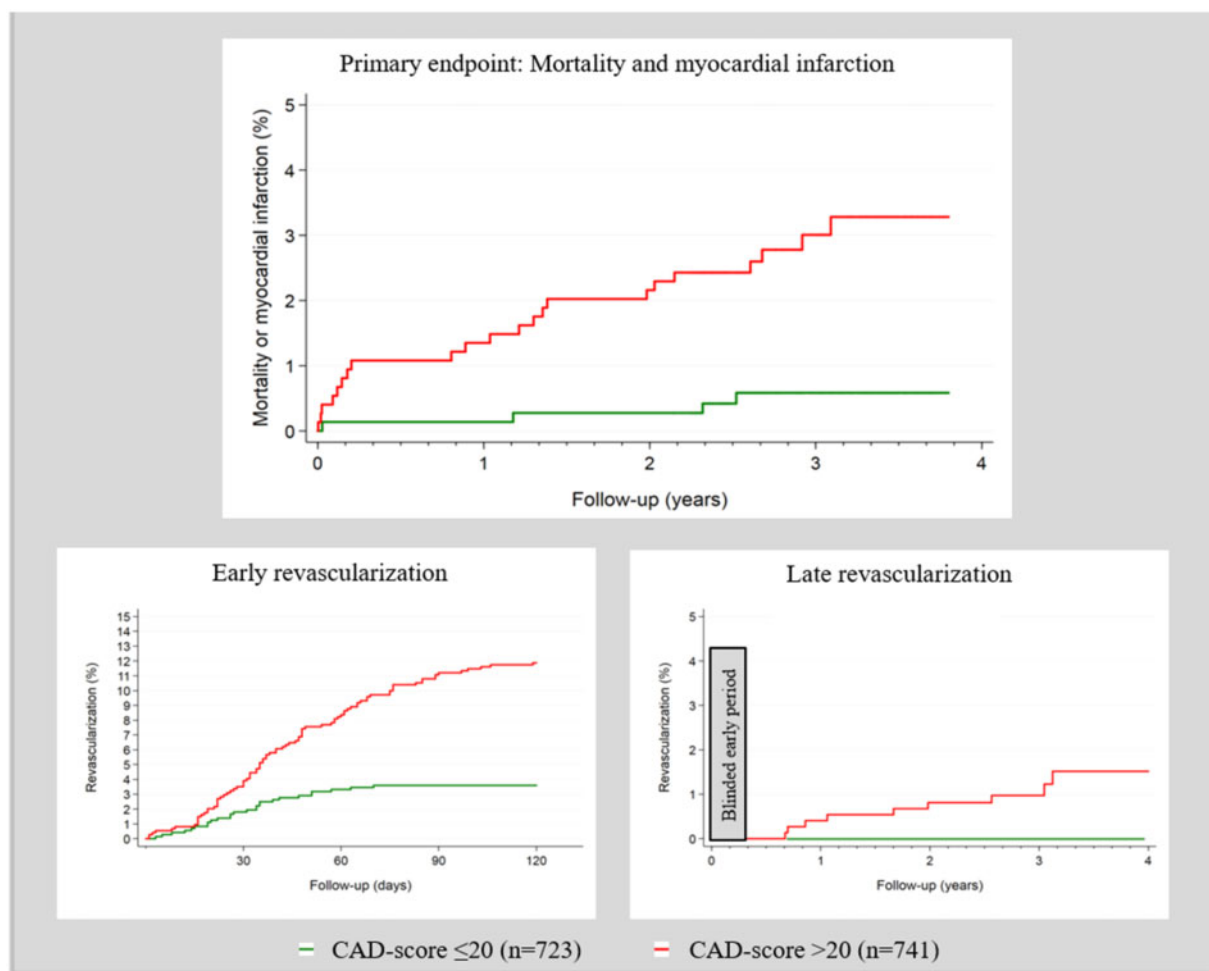 Primary endpoint: Mortality and myocardial infarction
Mortality or myocardial infarction (%)
5
4
3
2
1
0
0 1 2 3 4
Follow-up (years)
Early revascularization
Revascularization (%)
15
14
13
12
11
10
9
8
7
6
5
4
3
2
1
0
30 60 90 120
Follow-up (days)
Late revascularization
Revascularization (%)
5
4
3
2
1
0
Blinded early period
0 1 2 3 4
Follow-up (years)
CAD-score ≤20 (n=723) CAD-score >20 (n=741)